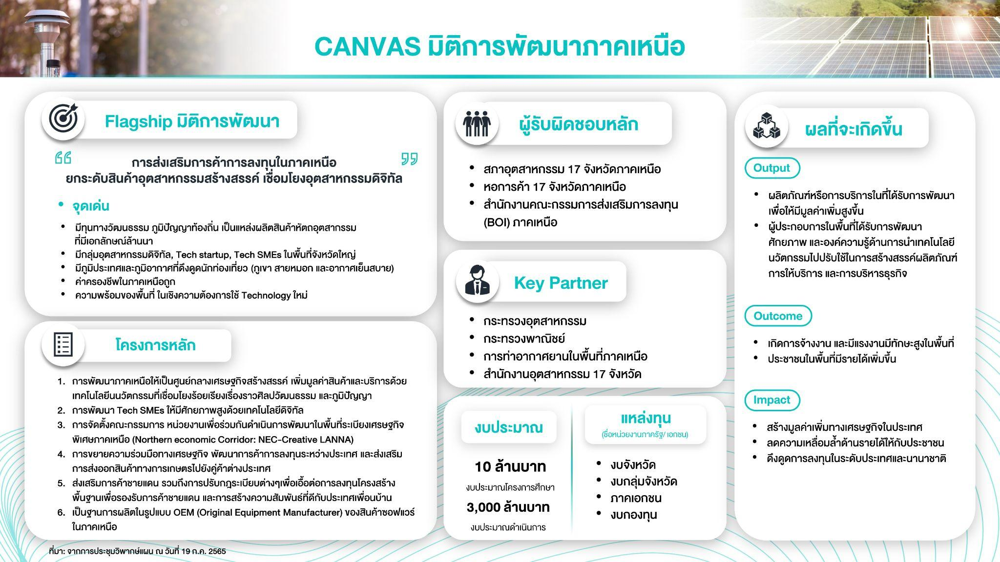 CANVAS มิติการพัฒนาภาคเหนือ
Flagship มิติการพัฒนา
“ การส่งเสริมการค้าการลงทุนในภาคเหนือ ”
ยกระดับสินค้าอุตสาหกรรมสร้างสรรค์ เชื่อมโยงอุตสาหกรรมดิจิทัล
• จุดเด่น
• มีทุนทางวัฒนธรรม ภูมิปัญญาท้องถิ่น เป็นแหล่งผลิตสินค้าหัตถอุตสากรรม
ที่มีเอกลักษณ์ล้านนา
• มีกลุ่มอุตสาหกรรมดิจิทัล, Tech startup, Tech SMEs ในพื้นที่จังหวัดใหญ่
• มีภูมิประเทศและภูมิอากาศที่ดึงดูดนักท่องเที่ยว (ภูเขา สายหมอก และอากาศเย็นสบาย)
• ค่าครองชีพในภาคเหนือถูก
• ความพร้อมของพื้นที่ ในเชิงความต้องการใช้ Technology ใหม่
โครงการหลัก
1. การพัฒนาภาคเหนือให้เป็นศูนย์กลางเศรษฐกิจสร้างสรรค์ เพิ่มมูลค่าสินค้าและบริการด้วย
เทคโนโลยีนนวัตกรรมที่เชื่อมโยงร้อยเรียงเรื่องราวศิลปวัฒนธรรม และภูมิปัญญา
2. การพัฒนา Tech SMEs ให้มีศักยภาพสูงด้วยเทคโนโลยีดิจิทัล
3. การจัดตั้งคณะกรรมการ หน่วยงานเพื่อร่วมกันดำเนินการพัฒนาในพื้นที่ระเบียงเศรษฐกิจ
พิเศษภาคเหนือ (Northern economic Corridor: NEC-Creative LANNA)
4. การขยายความร่วมมือทางเศรษฐกิจ พัฒนาการค้าการลงทุนระหว่างประเทศ และส่งเสริม
การส่งออกสินค้าทางการเกษตรไปยังคู่ค้าต่างประเทศ
5. ส่งเสริมการค้าชายแดน รวมถึงการปรับกฎระเบียบต่างๆเพื่อเอื้อต่อการลงทุนโครงสร้าง
พื้นฐานเพื่อรองรับการค้าชายแดน และการสร้างความสัมพันธ์ที่ดีกับประเทศเพื่อนบ้าน
6. เป็นฐานการผลิตในรูปแบบ OEM (Original Equipment Manufacturer) ของสินค้าซอฟแวร์
ในภาคเหนือ
ผู้รับผิดชอบหลัก
• สภาอุตสาหกรรม 17 จังหวัดภาคเหนือ
• หอการค้า 17 จังหวัดภาคเหนือ
• สำนักงานคณะกรรมการส่งเสริมการลงทุน
(BOI) ภาคเหนือ
Key Partner
• กระทรวงอุตสาหกรรม
• กระทรวงพาณิชย์
• การท่าอากาศยานในพื้นที่ภาคเหนือ
• สำนักงานอุตสาหกรรม 17 จังหวัด
งบประมาณ
10 ล้านบาท
งบประมาณโครงการศึกษา
3,000 ล้านบาท
งบประมาณดำเนินการ
แหล่งทุน
(ชื่อหน่วยงานภาครัฐ/ เอกชน)
• งบจังหวัด
• งบกลุ่มจังหวัด
• ภาคเอกชน
• งบกองทุน
ผลที่จะเกิดขึ้น
Output
• ผลิตภัณฑ์หรือการบริการในที่ได้รับการพัฒนา
เพื่อให้มีมูลค่าเพิ่มสูงขึ้น
• ผู้ประกอบการในพื้นที่ได้รับการพัฒนา
ศักยภาพ และองค์ความรู้ด้านการนำเทคโนโลยี
นวัตกรรมไปปรับใช้ในการสร้างสรรค์ผลิตภัณฑ์
การให้บริการ และการบริหารธุรกิจ
Outcome
• เกิดการจ้างงาน และมีแรงงานมีทักษะสูงในพื้นที่
• ประชาชนในพื้นที่มีรายได้เพิ่มขึ้น
Impact
• สร้างมูลค่าเพิ่มทางเศรษฐกิจในประเทศ
• ลดความเหลื่อมล้ำด้านรายได้ให้กับประชาชน
• ดึงดูดการลงทุนในระดับประเทศและนานาชาติ
ที่มา: จากการประชุมวิพากษ์แผน ณ วันที่ 19 ก.ค. 2565